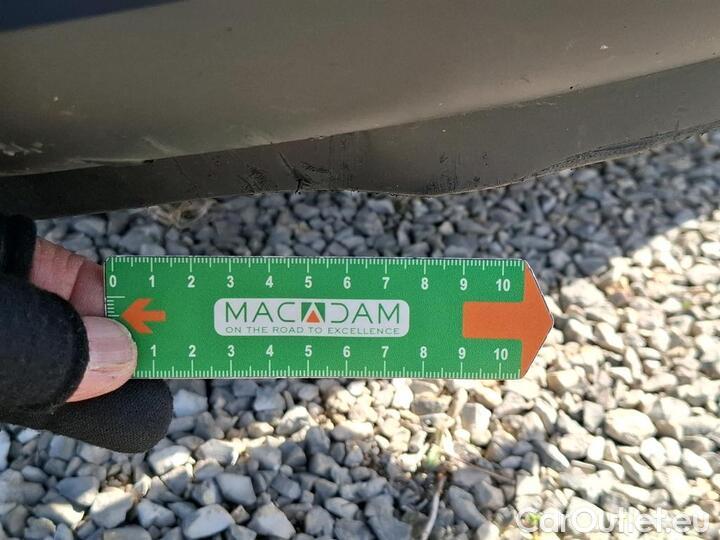 0 1 2 3 4 5 6 7 8 9 10
MACADAM
ON THE ROAD TO EXCELLENCE
1 2 3 4 5 6 7 8 9 10
CarOutlet.eu